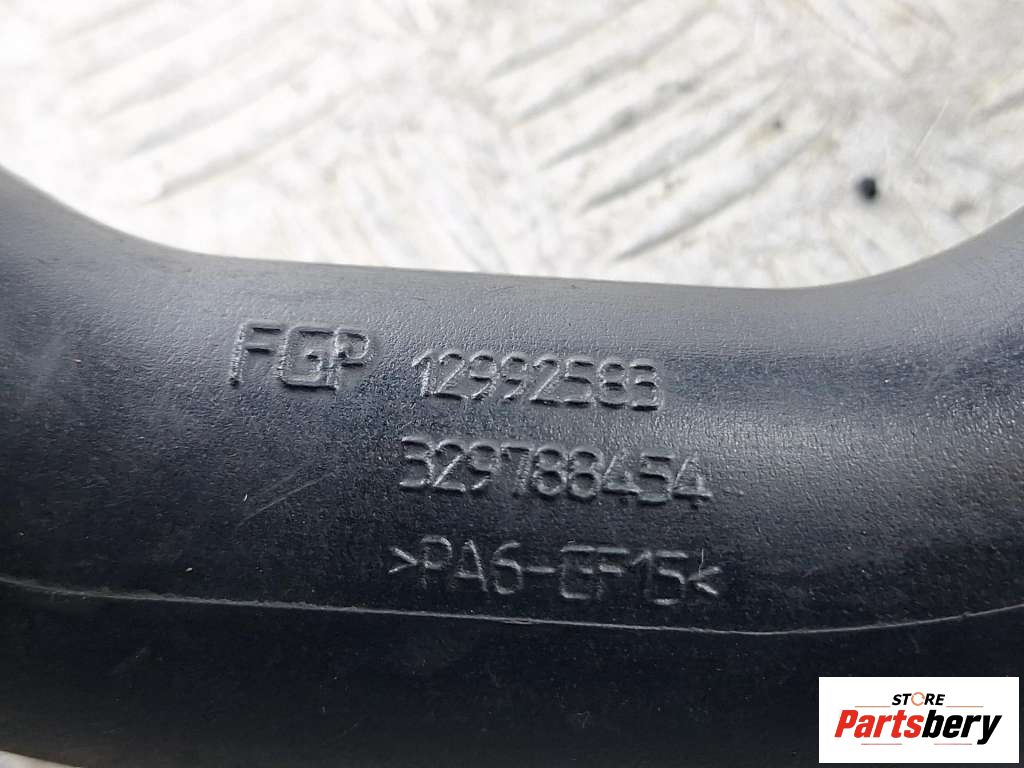 FGP 12992583
329788454
>PA6-GF15<
STORE
Partsbery